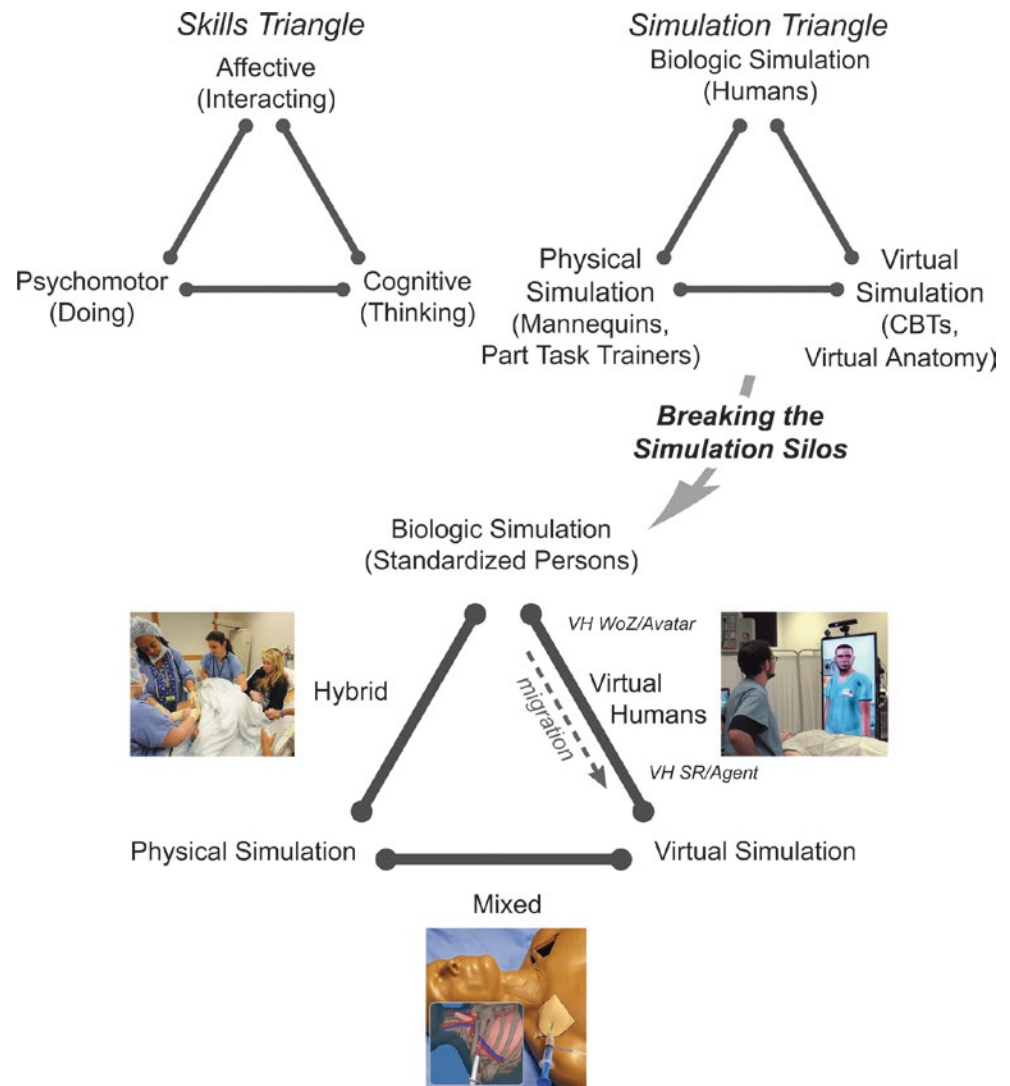 Skills Triangle
Affective
(Interacting)
Psychomotor
(Doing)
Cognitive
(Thinking)
Simulation Triangle
Biologic Simulation
(Humans)
Physical
Simulation
(Mannequins,
Part Task Trainers)
Virtual
Simulation
(CBTs,
Virtual Anatomy)
Breaking the
Simulation Silos
Biologic Simulation
(Standardized Persons)
Hybrid
VH WoZ/Avatar
migration
Virtual
Humans
VH SR/Agent
Physical Simulation
Virtual Simulation
Mixed